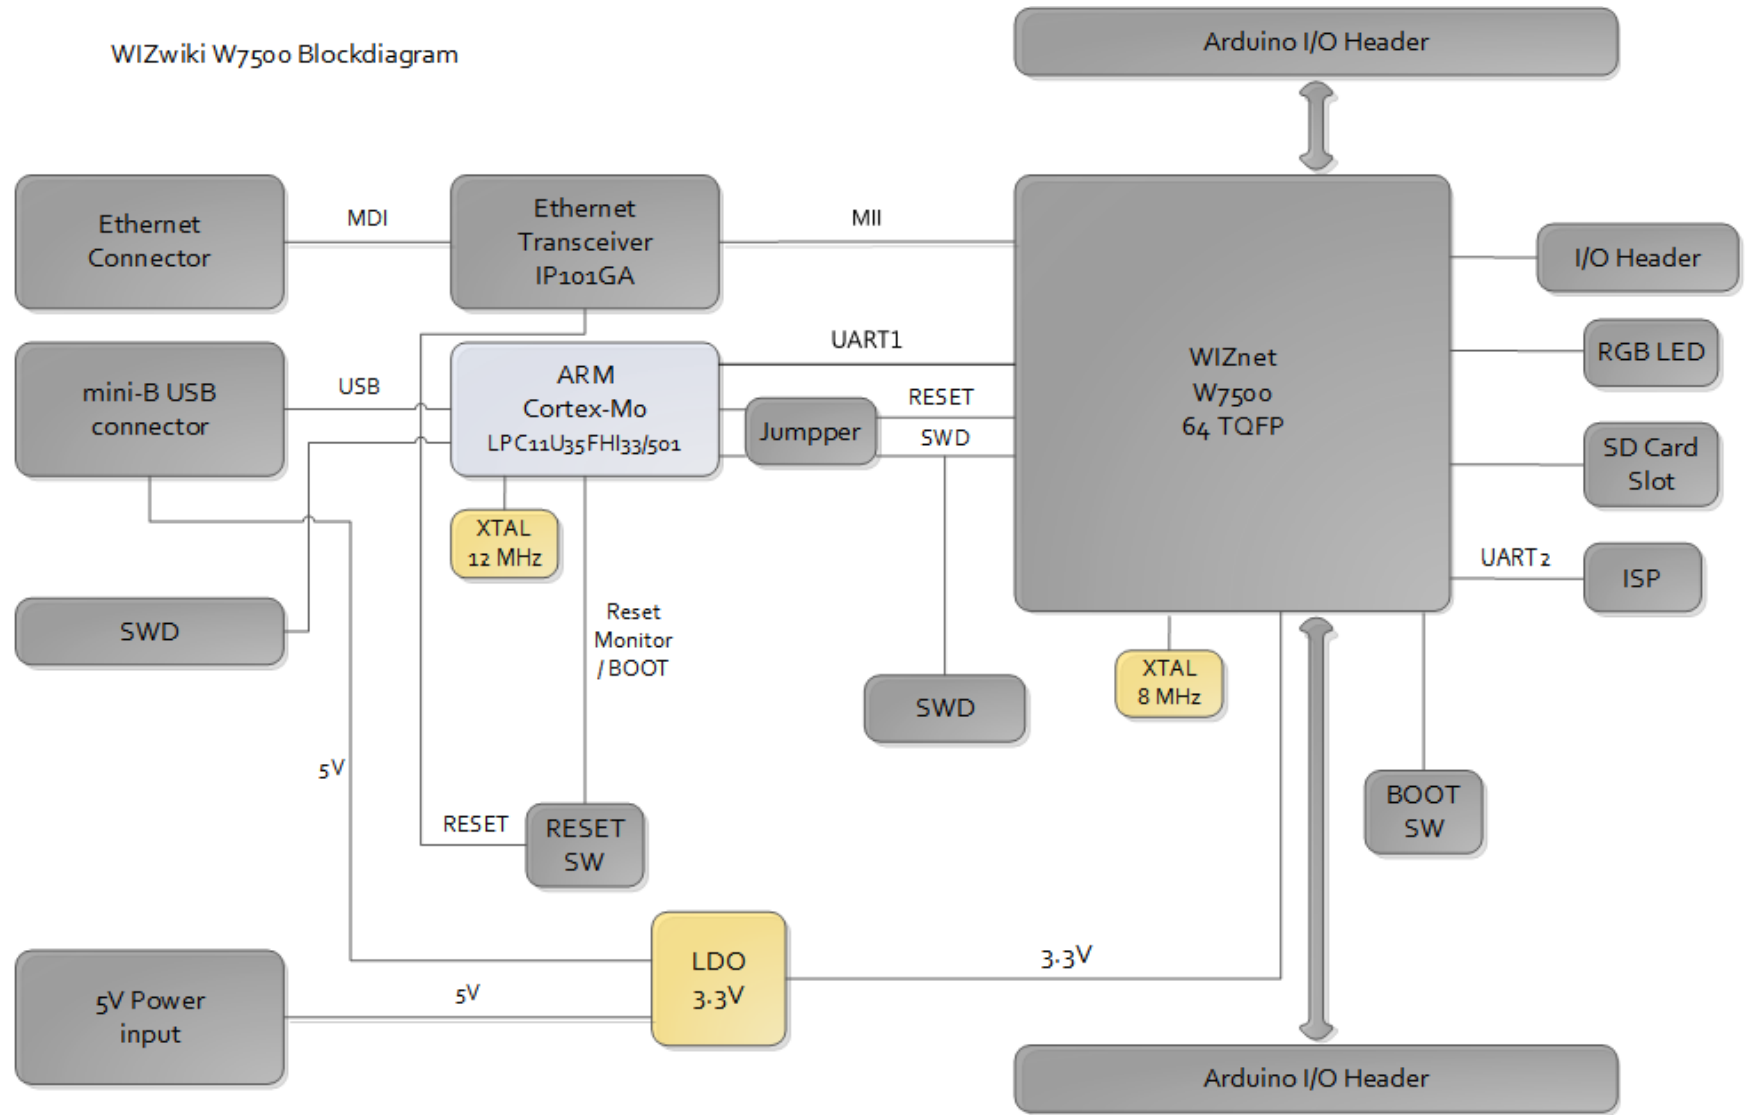 WIZwiki W7500 Blockdiagram
Arduino I/O Header
Ethernet
Connector
MDI
Ethernet
Transceiver
IP101GA
MII
WIZnet
W7500
64 TQFP
I/O Header
RGB LED
SD Card
Slot
UART2
ISP
mini-B USB
connector
USB
ARM
Cortex-M0
LPC11U35FHI33/501
UART1
RESET
Jumpper
SWD
XTAL
12 MHz
SWD
Reset
Monitor
/ BOOT
SWD
XTAL
8 MHz
5V
RESET
RESET
SW
BOOT
SW
5V Power
input
5V
LDO
3.3V
3.3V
Arduino I/O Header